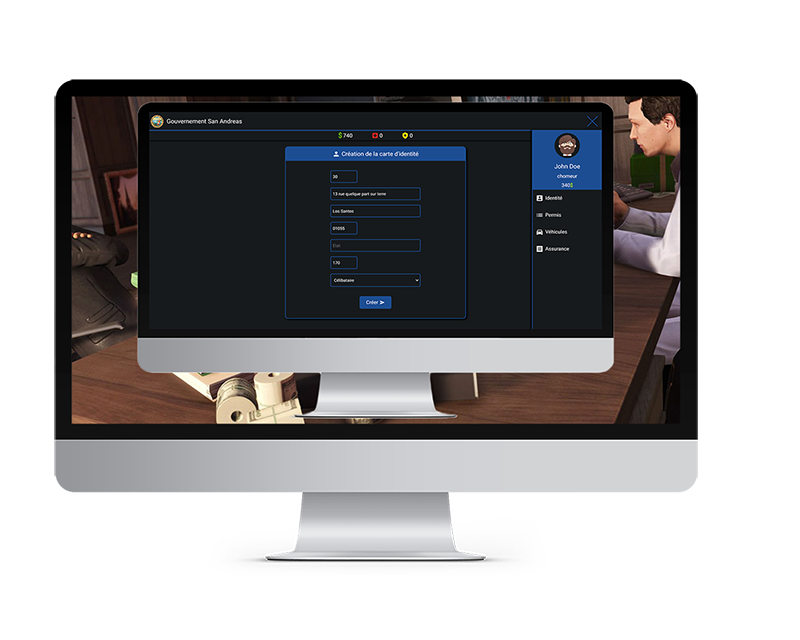 Gouvernement San Andreas
$ 740 0 0
Création de la carte d'identité
30
13 rue quelque part sur terre
Los Santos
01055
Etat
170
Célibataire
Créer
John Doe
chomeur
340$
Identité
Permis
Véhicules
Assurance